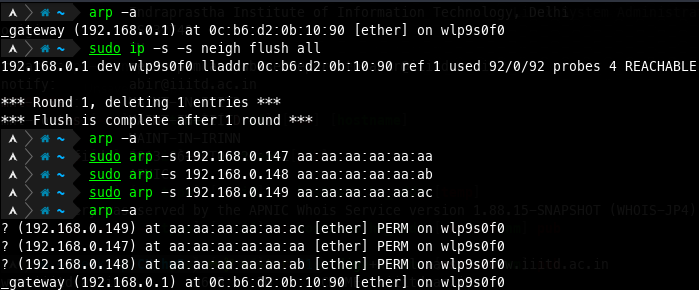 arp -a
_gateway (192.168.0.1) at 0c:b6:d2:0b:10:90 [ether] on wlp9s0f0
~ sudo ip -s -s neigh flush all
192.168.0.1 dev wlp9s0f0 lladdr 0c:b6:d2:0b:10:90 ref 1 used 92/0/92 probes 4 REACHABLE
*** Round 1, deleting 1 entries ***
*** Flush is complete after 1 round ***
~ arp -a
~ sudo arp -s 192.168.0.147 aa:aa:aa:aa:aa:aa
~ sudo arp -s 192.168.0.148 aa:aa:aa:aa:aa:ab
~ sudo arp -s 192.168.0.149 aa:aa:aa:aa:aa:ac
~ arp -a
? (192.168.0.149) at aa:aa:aa:aa:aa:ac [ether] PERM on wlp9s0f0
? (192.168.0.147) at aa:aa:aa:aa:aa:aa [ether] PERM on wlp9s0f0
? (192.168.0.148) at aa:aa:aa:aa:aa:ab [ether] PERM on wlp9s0f0
_gateway (192.168.0.1) at 0c:b6:d2:0b:10:90 [ether] on wlp9s0f0